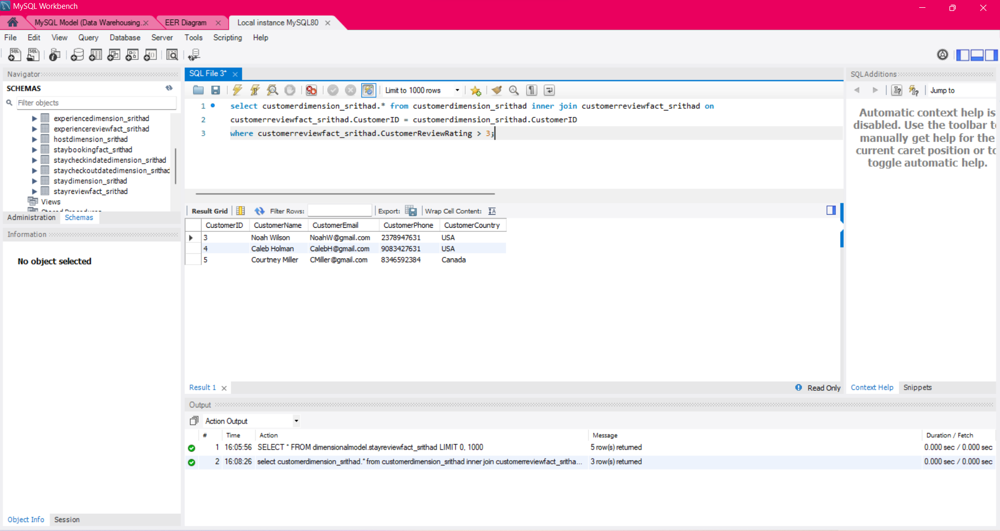 MySQL Workbench
MySQL Model (Data Warehousing.
EER Diagram
Local instance MySQL80
File Edit View Query Database Server Tools Scripting Help
Navigator
SCHEMAS
Filter objects
experiencedimension_srithad
experiencereviewfact_srithad
hostdimension_srithad
staybookingfact_srithad
staycheckindatedimension_srithad
staycheckoutdatedimension_srithad
staydimension_srithad
stayreviewfact_srithad
Views
Administration Schemas
Information
No object selected
Object Info Session
SQL File 3*
Limit to 1000 rows
1 select customerdimension_srithad.* from customerdimension_srithad inner join customerreviewfact_srithad on
2 customerreviewfact_srithad.CustomerID = customerdimension_srithad.CustomerID
3 where customerreviewfact_srithad.CustomerReviewRating > 3;
Result Grid Filter Rows: Export: Wrap Cell Content:
CustomerID CustomerName CustomerEmail CustomerPhone CustomerCountry
3 Noah Wilson NoahW@gmail.com 2378947631 USA
4 Caleb Holman CalebH@gmail.com 9083427631 USA
5 Courtney Miller CMiller@gmail.com 8346592384 Canada
Result 1
Read Only
SQLAdditions
Jump to
Automatic context help is
disabled. Use the toolbar to
manually get help for the
current caret position or to
toggle automatic help.
Context Help Snippets
Output
Action Output
# Time Action Message Duration / Fetch
1 16:05:56 SELECT * FROM dimensionalmodel.stayreviewfact_srithad LIMIT 0, 1000 5 row(s) returned 0.000 sec / 0.000 sec
2 16:08:26 select customerdimension_srithad.* from customerdimension_srithad inner join customerreviewfact_sritha... 3 row(s) returned 0.000 sec / 0.000 sec